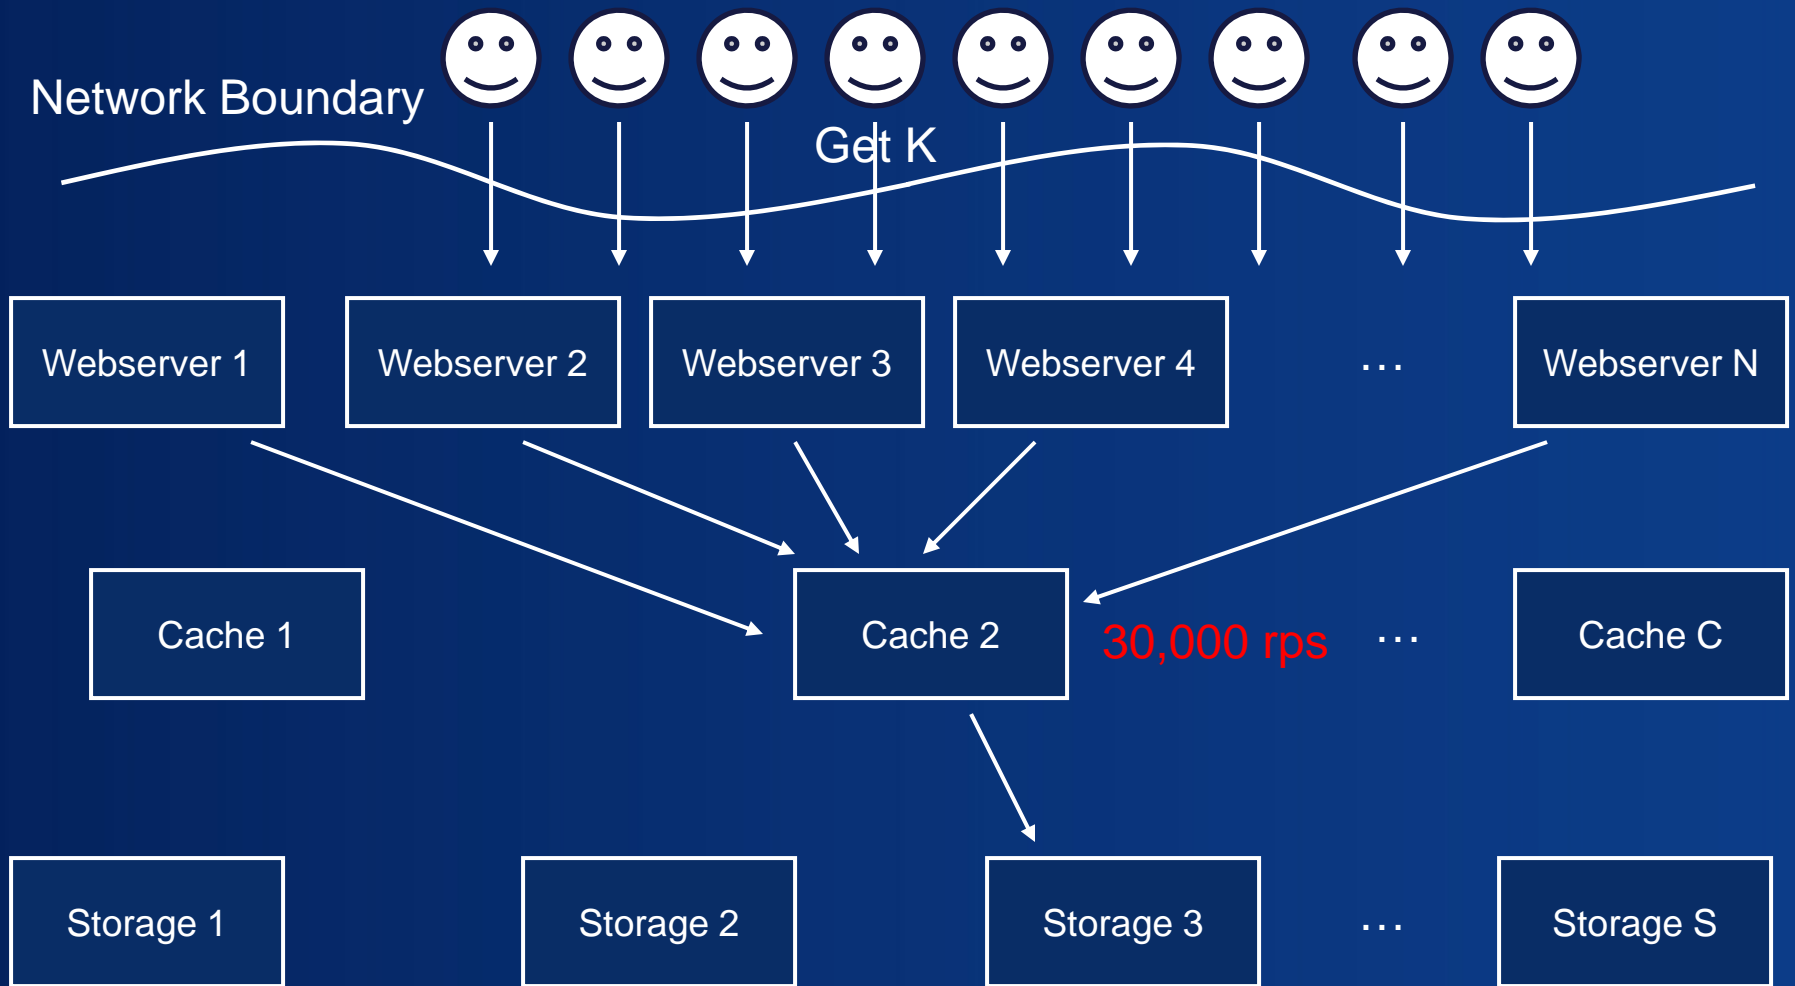 Network Boundary
Get K
Webserver 1
Webserver 2
Webserver 3
Webserver 4
…
Webserver N
Cache 1
Cache 2
30,000 rps
…
Cache C
Storage 1
Storage 2
Storage 3
…
Storage S